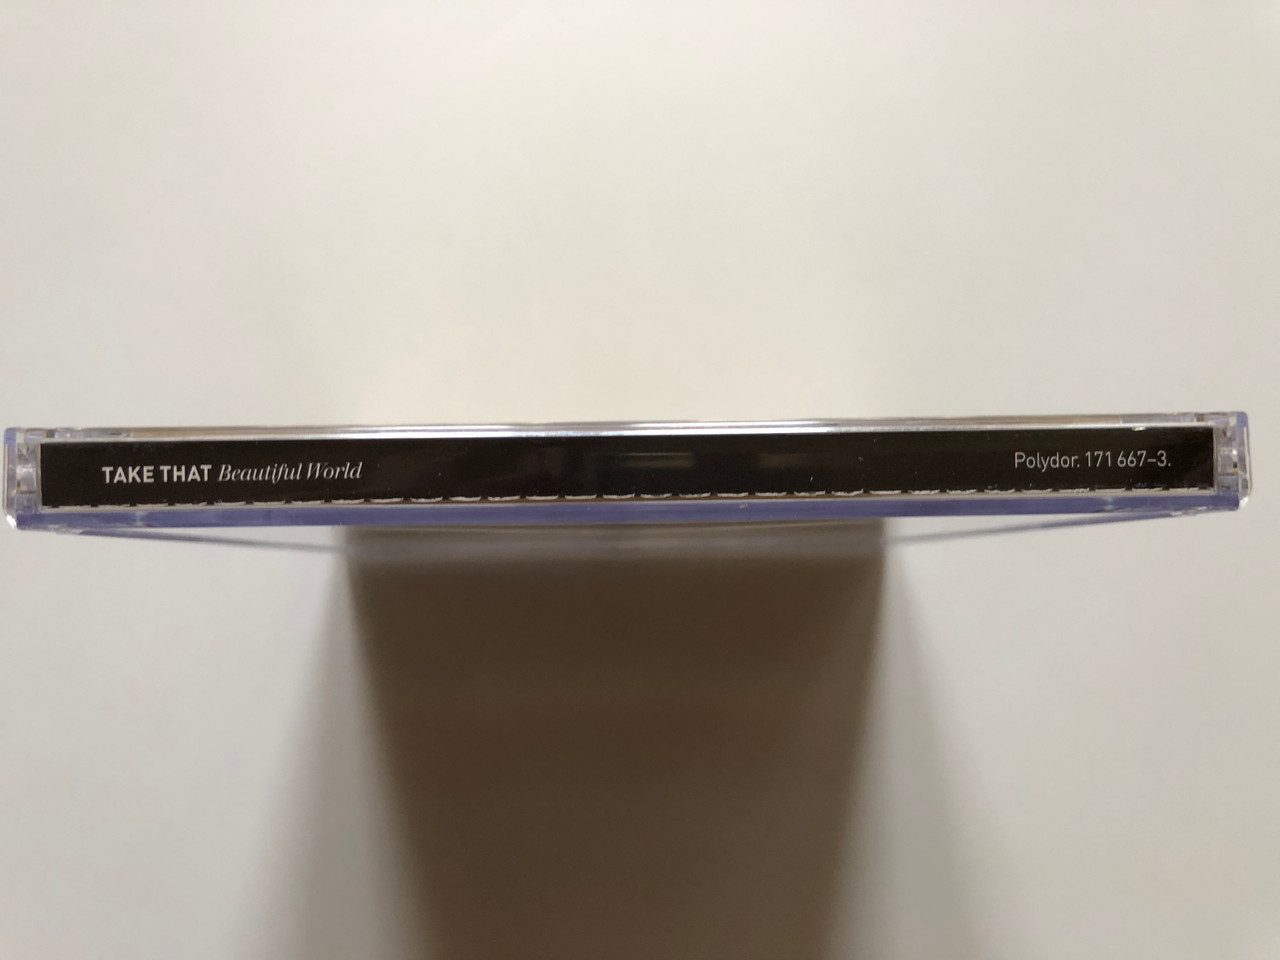 TAKE THAT Beautiful World
Polydor. 171 667–3.